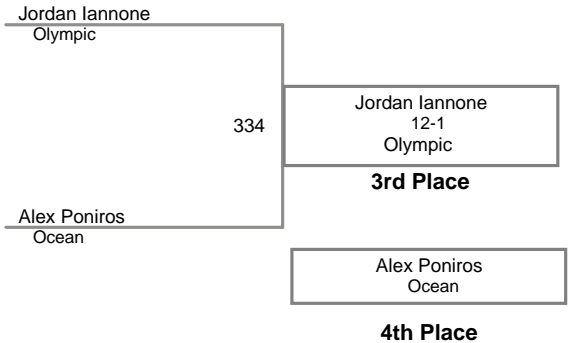 Jordan Iannone
Olympic
334
Jordan Iannone
12-1
Olympic
3rd Place
Alex Poniros
Ocean
Alex Poniros
Ocean
4th Place